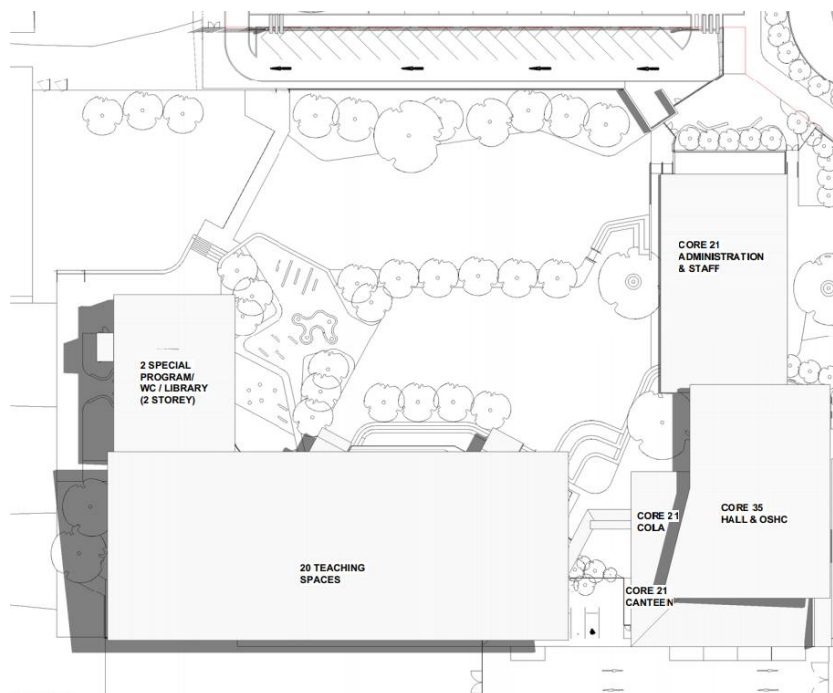 CORE 21
ADMINISTRATION
& STAFF
2 SPECIAL
PROGRAM/
WC / LIBRARY
(2 STOREY)
CORE 21
COLA
CORE 35
HALL & OSHC
20 TEACHING
SPACES
CORE 21
CANTEEN